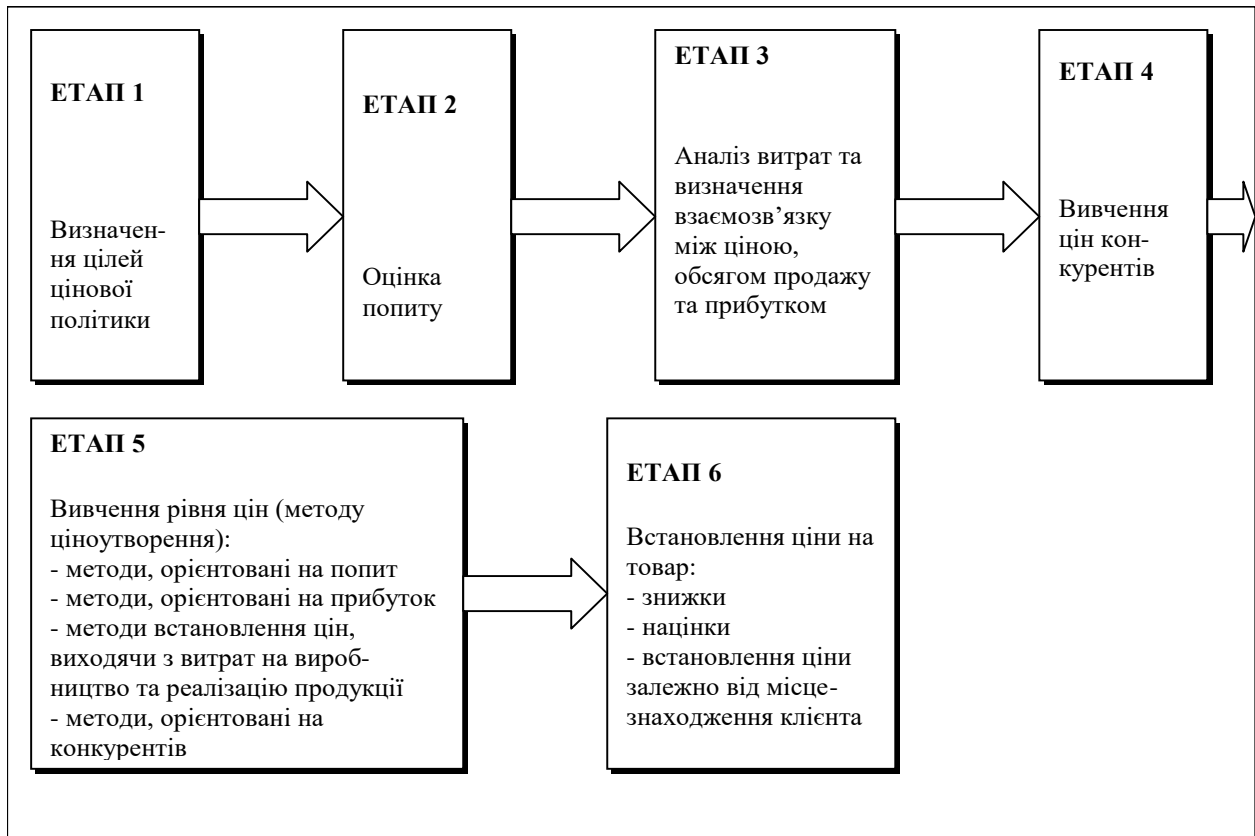 ЕТАП 1
Визначен-
ня цілей
цінової
політики
ЕТАП 2
Оцінка
попиту
ЕТАП 3
Аналіз витрат та
визначення
взаємозв’язку
між ціною,
обсягом продажу
та прибутком
ЕТАП 4
Вивчення
цін кон-
курентів
ЕТАП 5
Вивчення рівня цін (методу
ціноутворення):
- методи, орієнтовані на попит
- методи, орієнтовані на прибуток
- методи встановлення цін,
виходячи з витрат на вироб-
ництво та реалізацію продукції
- методи, орієнтовані на
конкурентів
ЕТАП 6
Встановлення ціни на
товар:
- знижки
- націнки
- встановлення ціни
залежно від місце-
знаходження клієнта